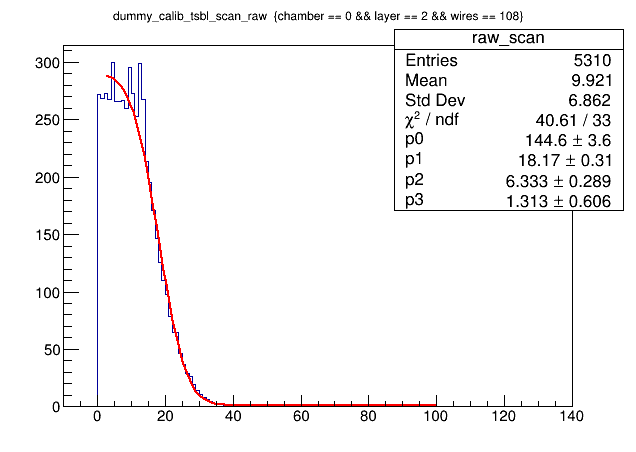 dummy_calib_tsbl_scan_raw {chamber == 0 && layer == 2 && wires == 108}
raw_scan
Entries 5310
Mean 9.921
Std Dev 6.862
χ² / ndf 40.61 / 33
p0 144.6 ± 3.6
p1 18.17 ± 0.31
p2 6.333 ± 0.289
p3 1.313 ± 0.606
300
250
200
150
100
50
0
0 20 40 60 80 100 120 140